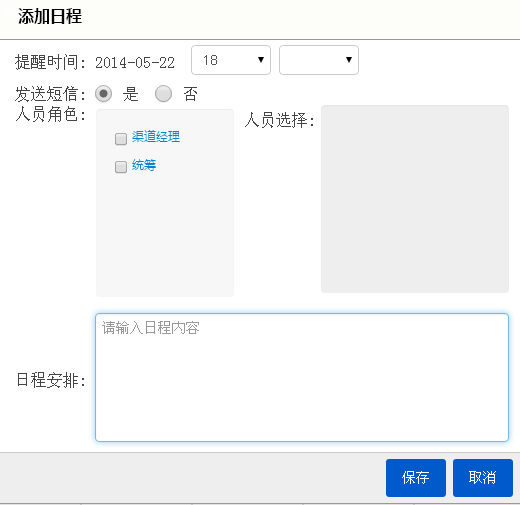 添加日程
提醒时间: 2014-05-22 18
发送短信: 是 否
人员角色: 人员选择:
渠道经理
统筹
请输入日程内容
日程安排:
保存 取消